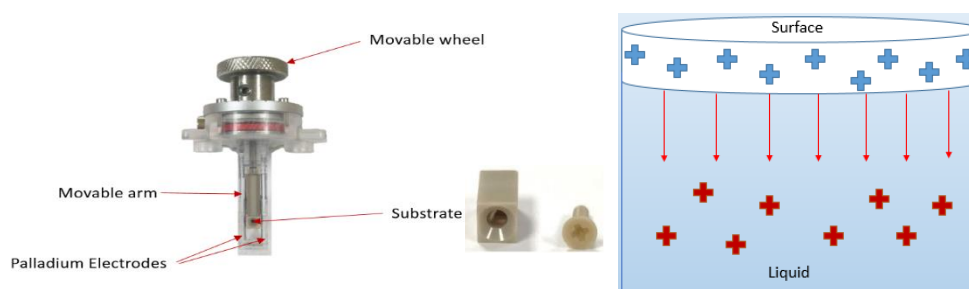 Movable wheel
Movable arm
Substrate
Palladium Electrodes
Surface
Liquid